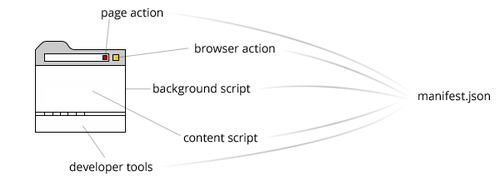 page action
browser action
background script
manifest.json
content script
developer tools